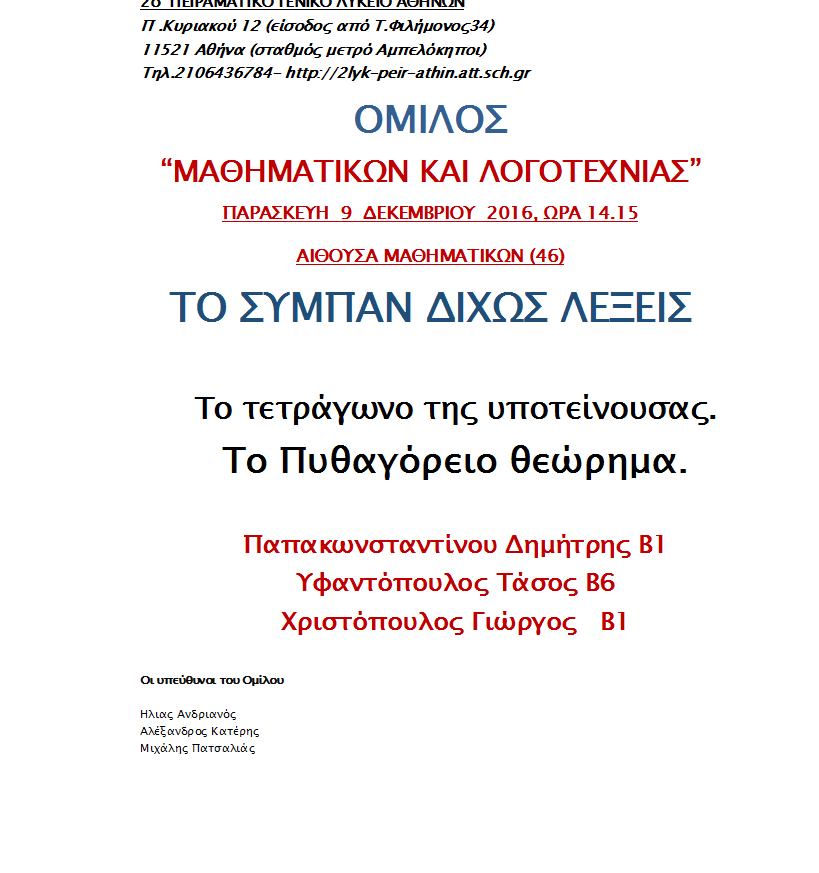 2ο ΠΕΙΡΑΜΑΤΙΚΟ ΓΕΝΙΚΟ ΛΥΚΕΙΟ ΑΘΗΝΩΝ
Π .Κυριακού 12 (είσοδος από Τ.Φιλήμονος34)
11521 Αθήνα (σταθμός μετρό Αμπελόκηποι)
Τηλ.2106436784- http://2lyk-peir-athin.att.sch.gr
ΟΜΙΛΟΣ
“ΜΑΘΗΜΑΤΙΚΩΝ ΚΑΙ ΛΟΓΟΤΕΧΝΙΑΣ”
ΠΑΡΑΣΚΕΥΗ 9 ΔΕΚΕΜΒΡΙΟΥ 2016, ΩΡΑ 14.15
ΑΙΘΟΥΣΑ ΜΑΘΗΜΑΤΙΚΩΝ (46)
ΤΟ ΣΥΜΠΑΝ ΔΙΧΩΣ ΛΕΞΕΙΣ
Το τετράγωνο της υποτείνουσας.
Το Πυθαγόρειο θεώρημα.
Παπακωνσταντίνου Δημήτρης Β1
Υφαντόπουλος Τάσος Β6
Χριστόπουλος Γιώργος Β1
Οι υπεύθυνοι του Ομίλου
Ηλιας Ανδριανός
Αλέξανδρος Κατέρης
Μιχάλης Πατσαλιάς